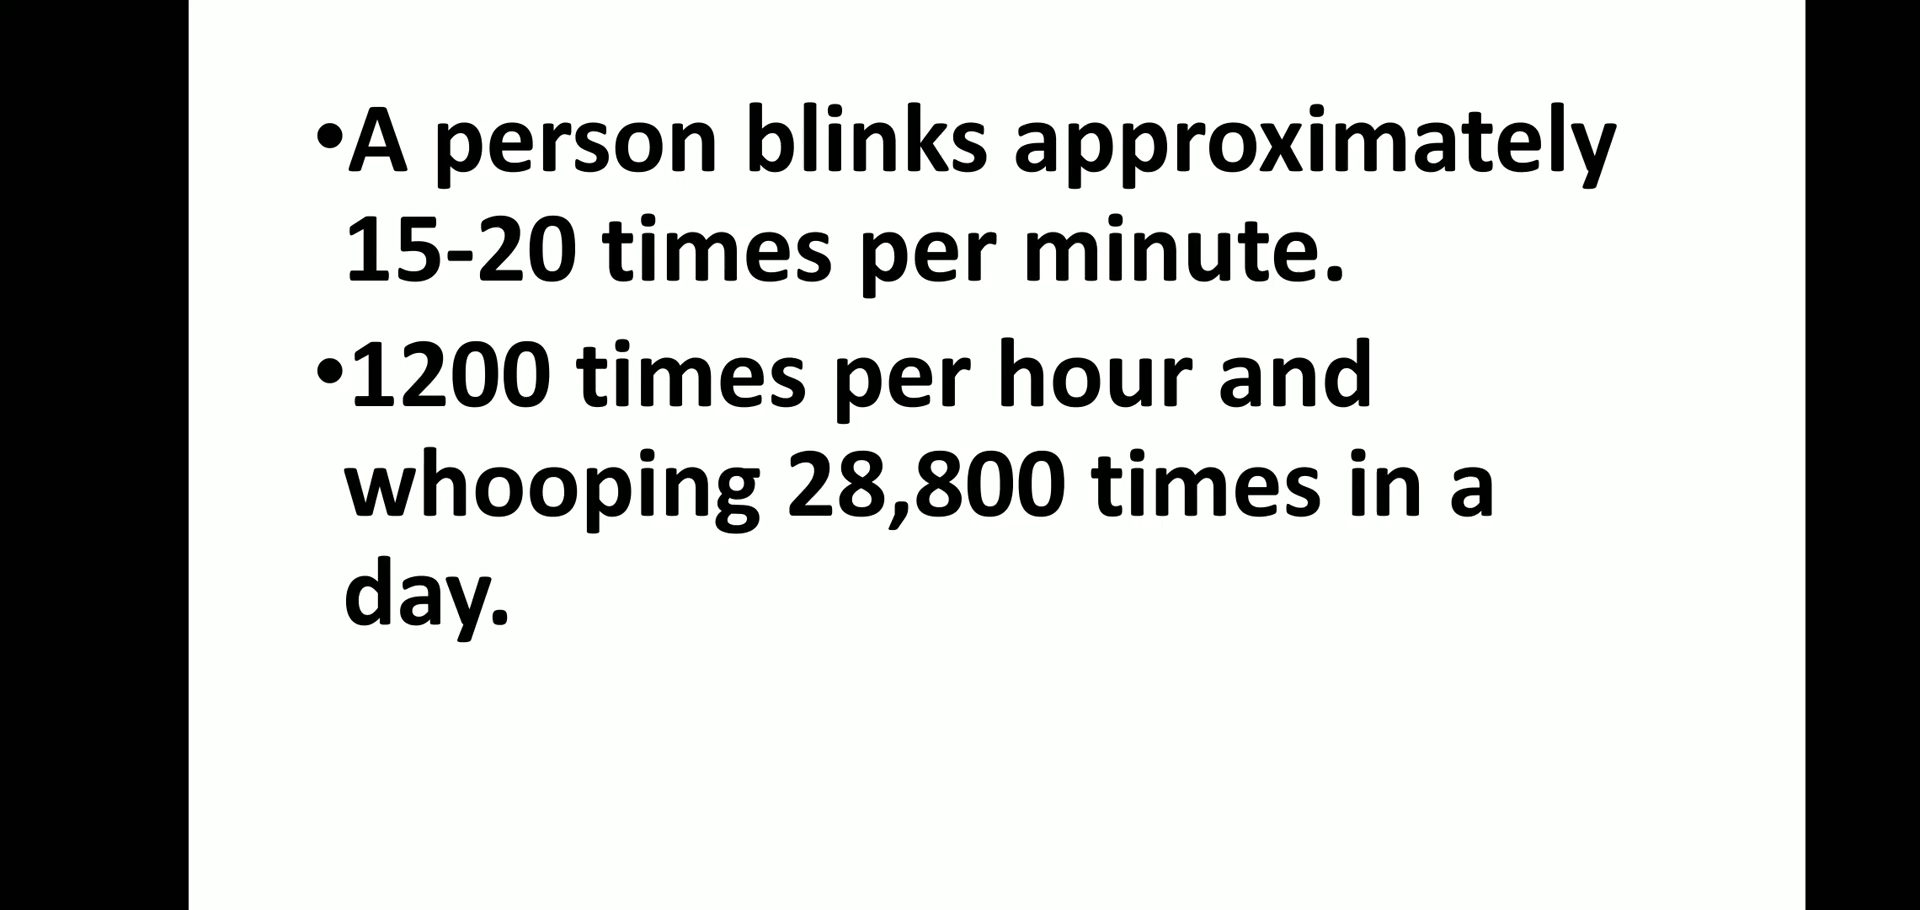 •A person blinks approximately
15-20 times per minute.
•1200 times per hour and
whooping 28,800 times in a
day.